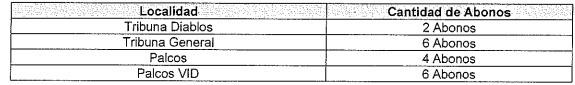 Localidad Cantidad de Abonos
Tribuna Diablos 2 Abonos
Tribuna General 6 Abonos
Palcos 4 Abonos
Palcos VID 6 Abonos